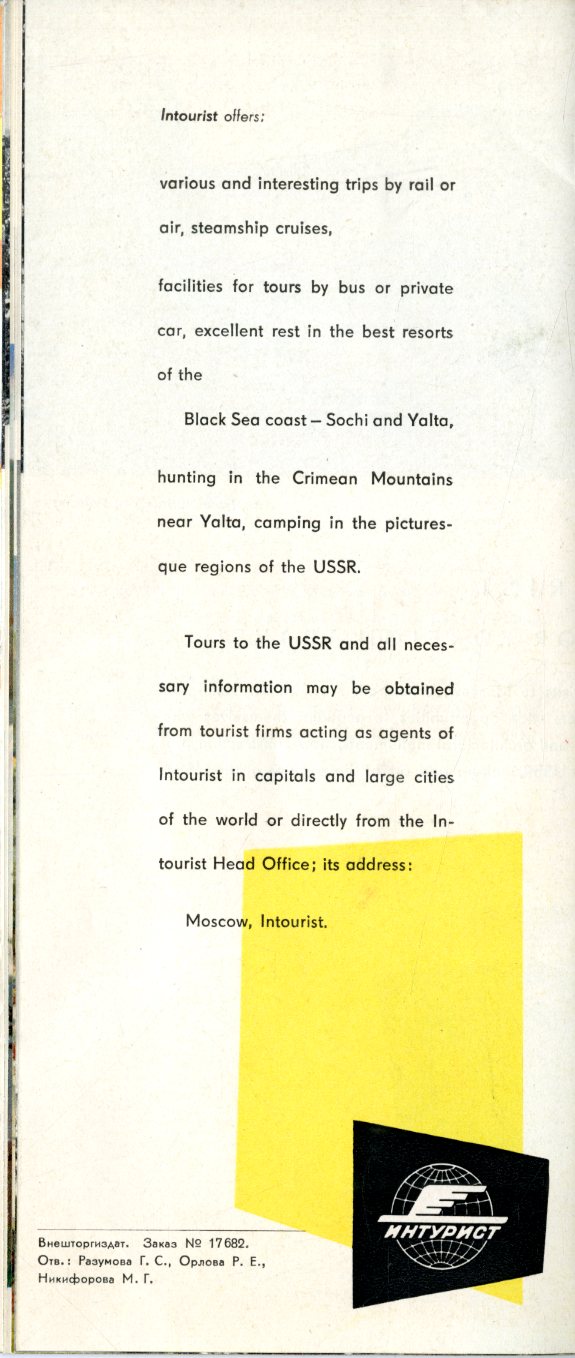 Intourist offers:
various and interesting trips by rail or
air, steamship cruises,
facilities for tours by bus or private
car, excellent rest in the best resorts
of the
Black Sea coast – Sochi and Yalta,
hunting in the Crimean Mountains
near Yalta, camping in the pictures-
que regions of the USSR.
Tours to the USSR and all neces-
sary information may be obtained
from tourist firms acting as agents of
Intourist in capitals and large cities
of the world or directly from the In-
tourist Head Office; its address:
Moscow, Intourist.
ИНТУРИСТ
Внешторгиздат. Заказ № 17682.
Отв.: Разумова Г. С., Орлова Р. Е.,
Никифорова М. Г.